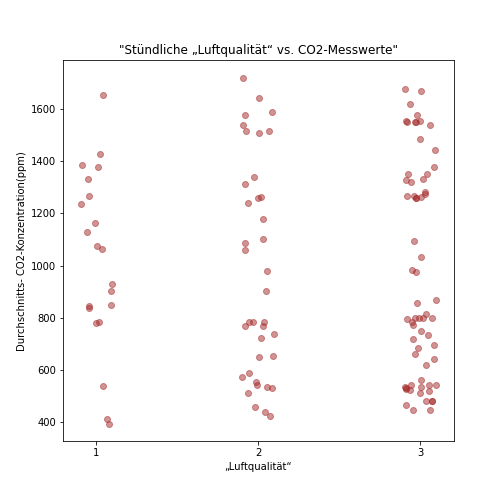 "Stündliche „Luftqualität“ vs. CO2-Messwerte"
Durchschnitts- CO2-Konzentration(ppm)
1600
1400
1200
1000
800
600
400
1 2 3
„Luftqualität“